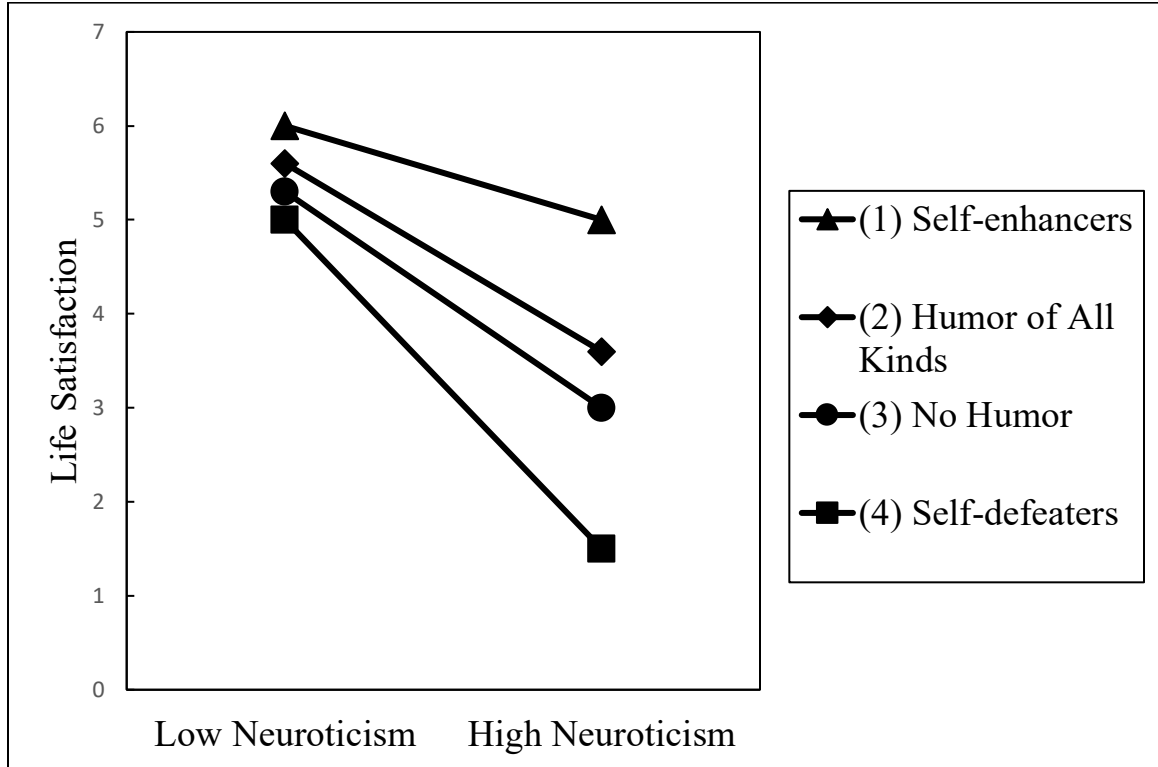 7
6
5
4
3
2
1
0
Life Satisfaction
Low Neuroticism
High Neuroticism
(1) Self-enhancers
(2) Humor of All
Kinds
(3) No Humor
(4) Self-defeaters